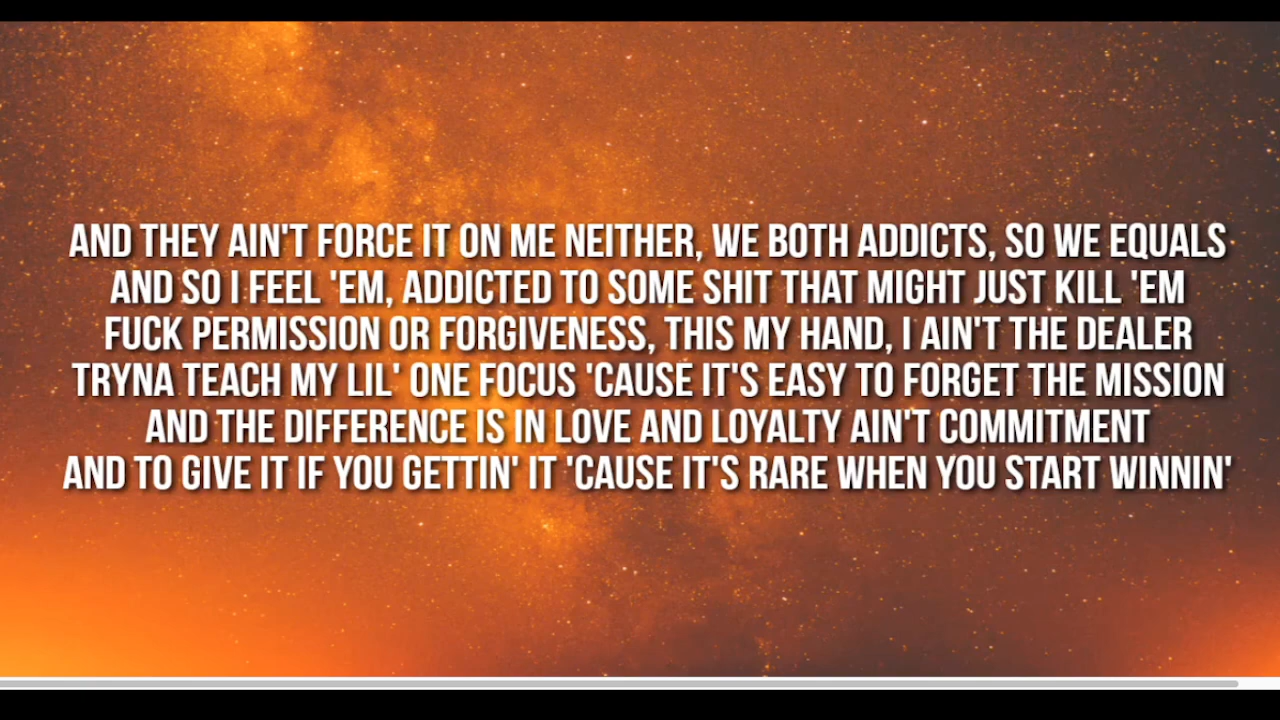 AND THEY AIN'T FORCE IT ON ME NEITHER, WE BOTH ADDICTS, SO WE EQUALS
AND SO I FEEL 'EM, ADDICTED TO SOME SHIT THAT MIGHT JUST KILL 'EM
FUCK PERMISSION OR FORGIVENESS, THIS MY HAND, I AIN'T THE DEALER
TRYNA TEACH MY LIL' ONE FOCUS 'CAUSE IT'S EASY TO FORGET THE MISSION
AND THE DIFFERENCE IS IN LOVE AND LOYALTY AIN'T COMMITMENT
AND TO GIVE IT IF YOU GETTIN' IT 'CAUSE IT'S RARE WHEN YOU START WINNIN'